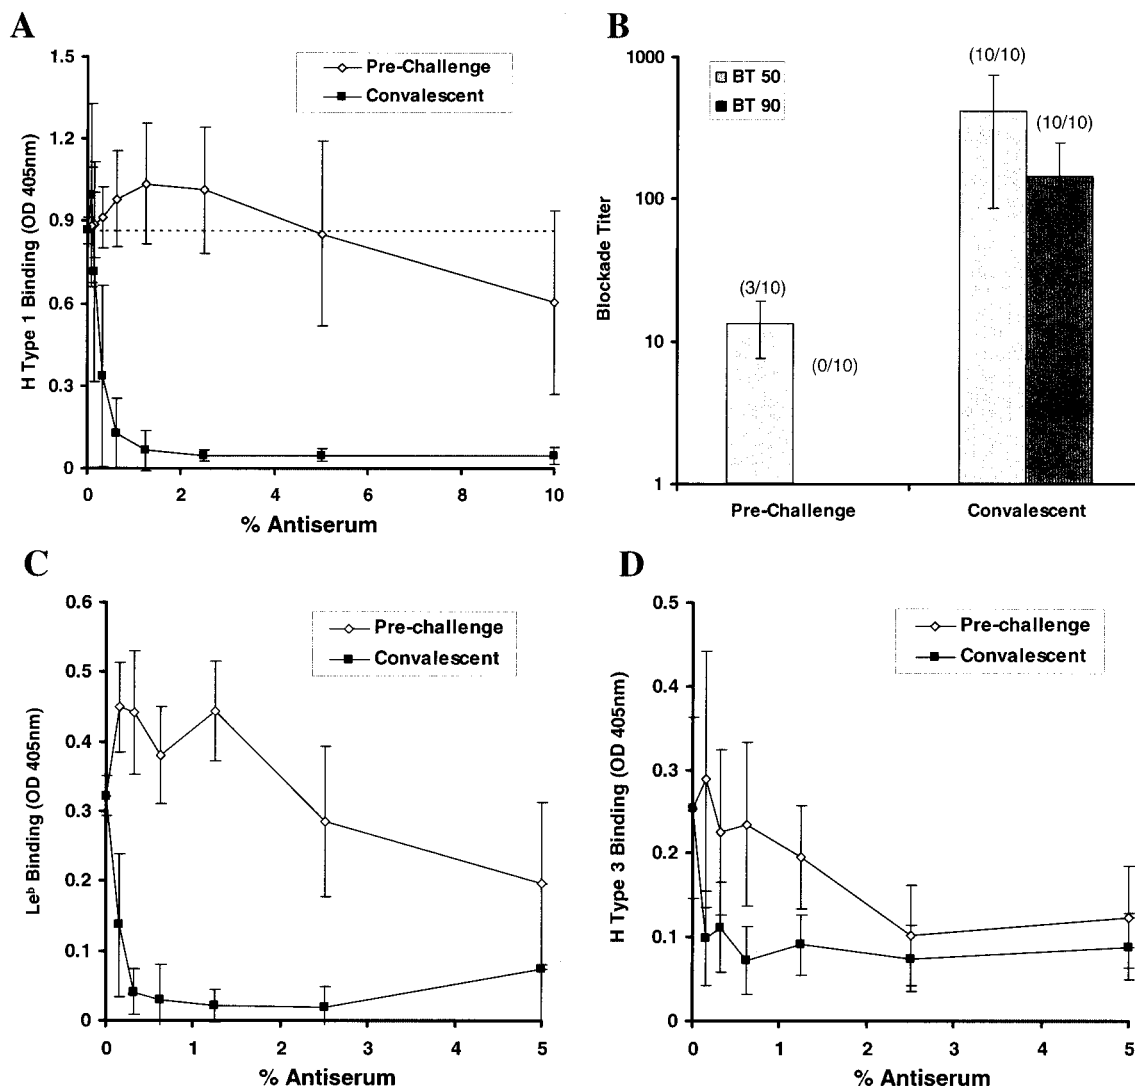 A
1.5
1.2
0.9
0.6
0.3
0
H Type 1 Binding (OD 405nm)
Pre-Challenge
Convalescent
0 2 4 6 8 10
% Antiserum
B
1000
100
10
1
Blockade Titer
BT 50
BT 90
(3/10)
(0/10)
(10/10)
(10/10)
Pre-Challenge Convalescent
C
0.6
0.5
0.4
0.3
0.2
0.1
0
Leᵇ Binding (OD 405nm)
Pre-challenge
Convalescent
0 1 2 3 4 5
% Antiserum
D
0.5
0.4
0.3
0.2
0.1
0
H Type 3 Binding (OD 405nm)
Pre-challenge
Convalescent
0 1 2 3 4 5
% Antiserum